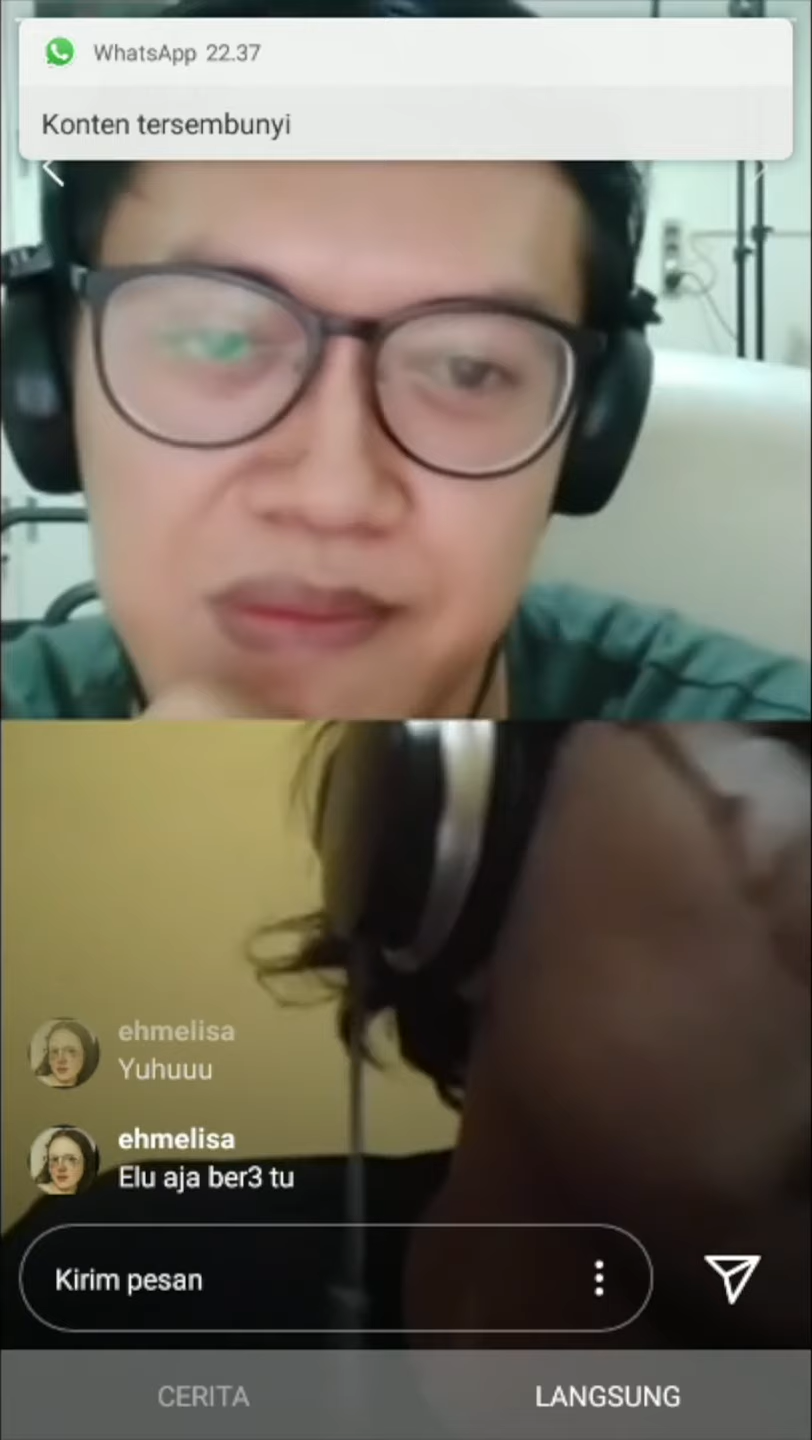 WhatsApp 22.37
Konten tersembunyi
ehmelisa
Yuhuuu
ehmelisa
Elu aja ber3 tu
Kirim pesan
CERITA LANGSUNG